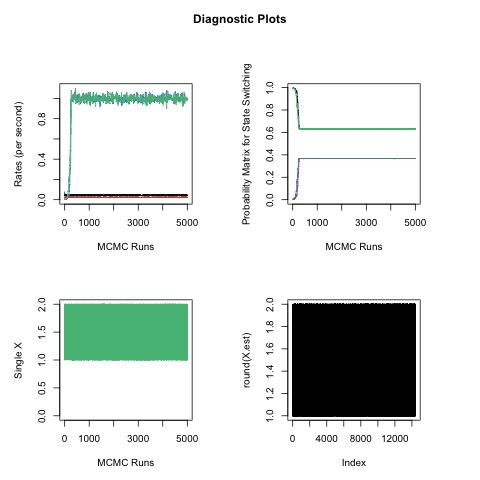 Diagnostic Plots
Rates (per second)
0.0 0.4 0.8
0 1000 3000 5000
MCMC Runs
Probability Matrix for State Switching
0.0 0.2 0.4 0.6 0.8 1.0
0 1000 3000 5000
MCMC Runs
Single X
0.0 0.5 1.0 1.5 2.0
0 1000 3000 5000
MCMC Runs
round(X.est)
1.0 1.2 1.4 1.6 1.8 2.0
0 4000 8000 12000
Index